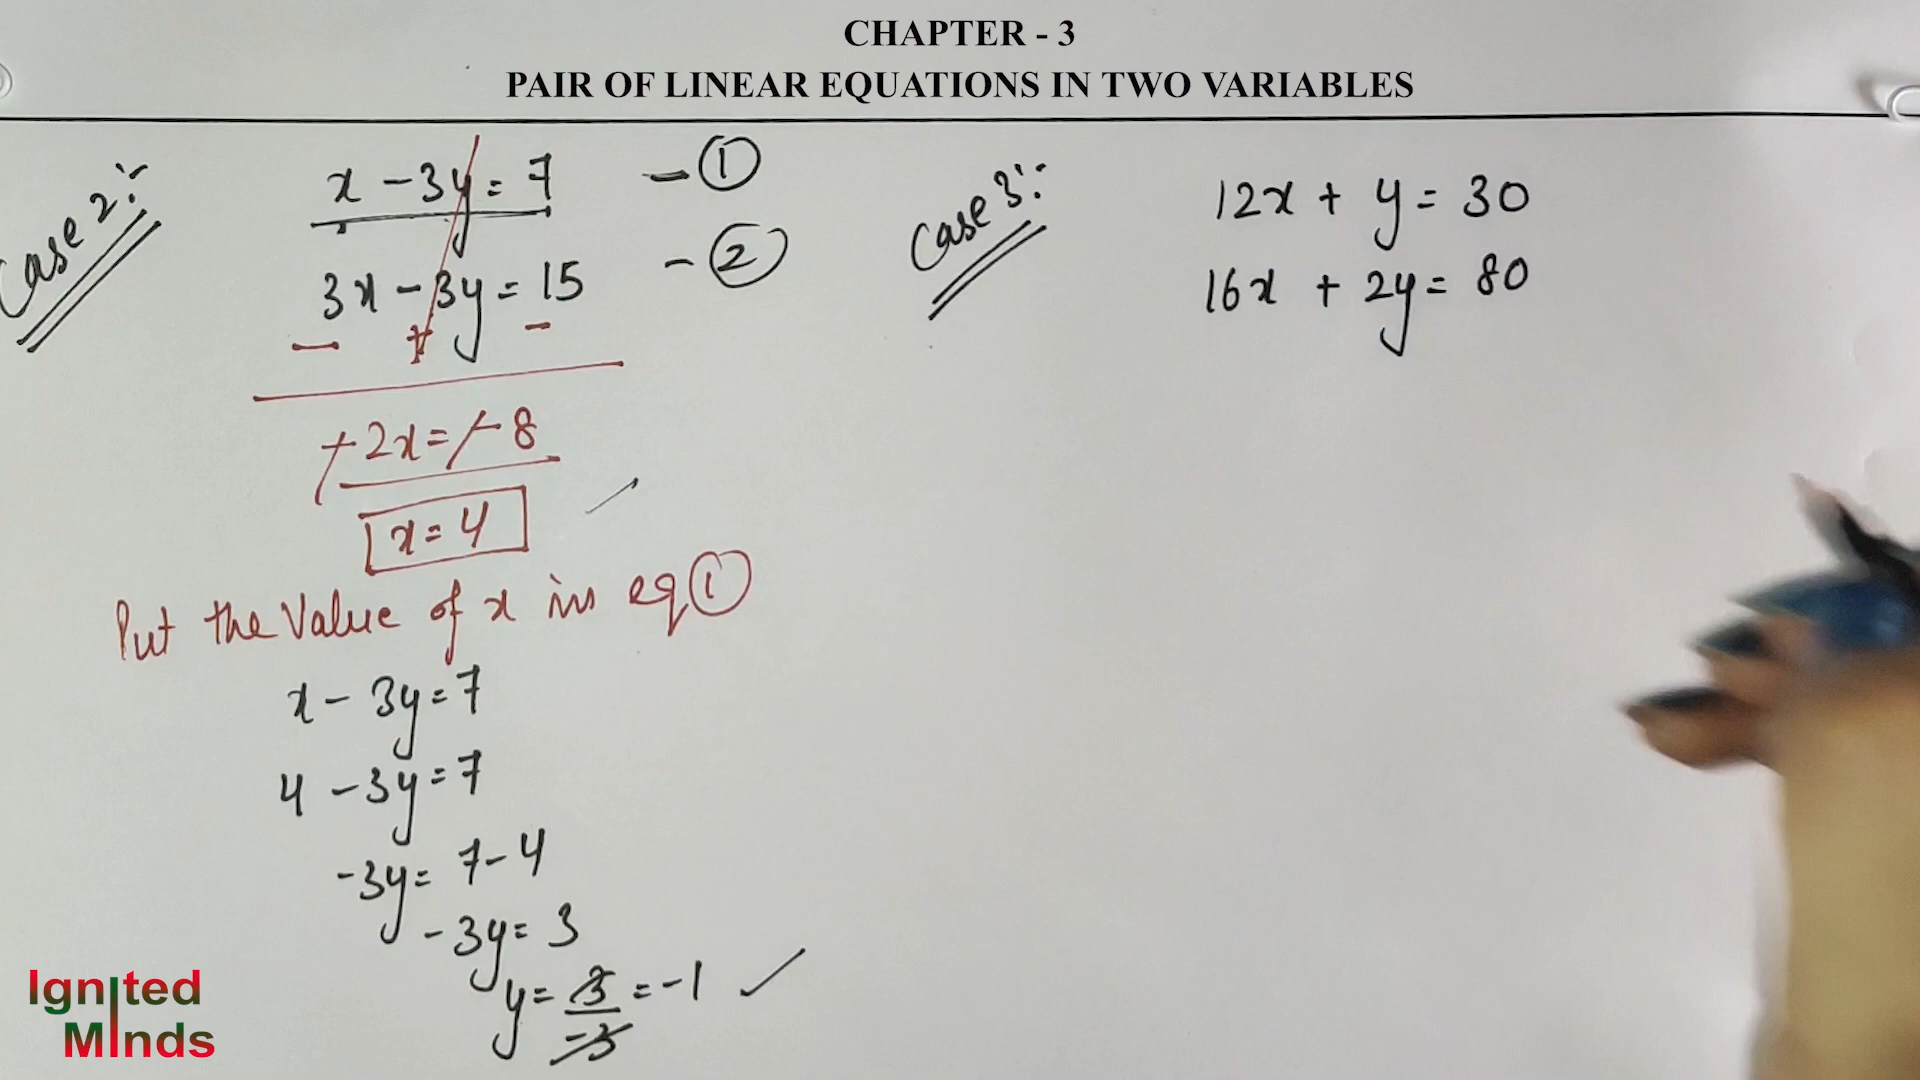 CHAPTER - 3
PAIR OF LINEAR EQUATIONS IN TWO VARIABLES
Case 2:-
x - 3y = 7 - ①
3x - 3y = 15 - ②
- + -
- 2x = - 8
x = 4
Put the Value of x in eq ①
x - 3y = 7
4 - 3y = 7
-3y = 7 - 4
-3y = 3
y = 3/-3 = -1
Case 3:-
12x + y = 30
16x + 2y = 80
Ignited
Minds